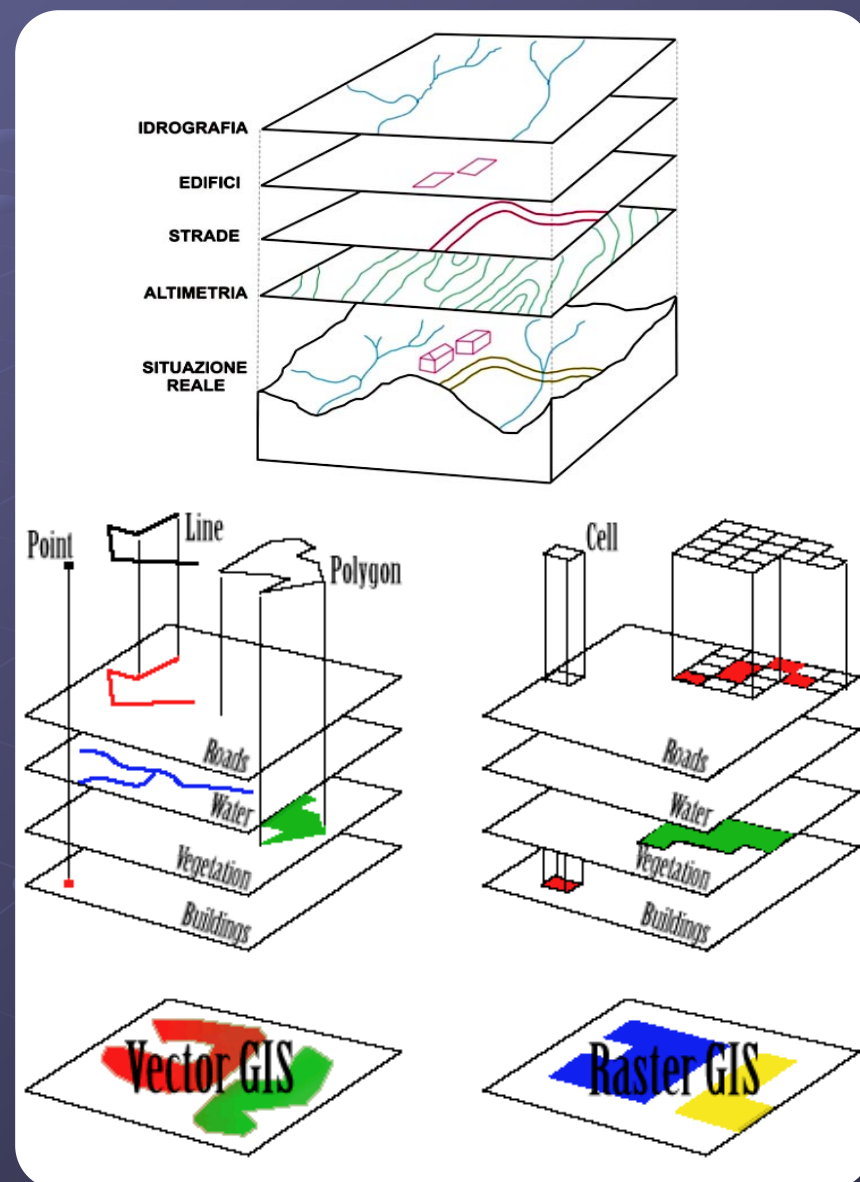 IDROGRAFIA
EDIFICI
STRADE
ALTIMETRIA
SITUAZIONE
REALE
Point
Line
Polygon
Roads
Water
Vegetation
Buildings
Vector GIS
Cell
Roads
Water
Vegetation
Buildings
Raster GIS